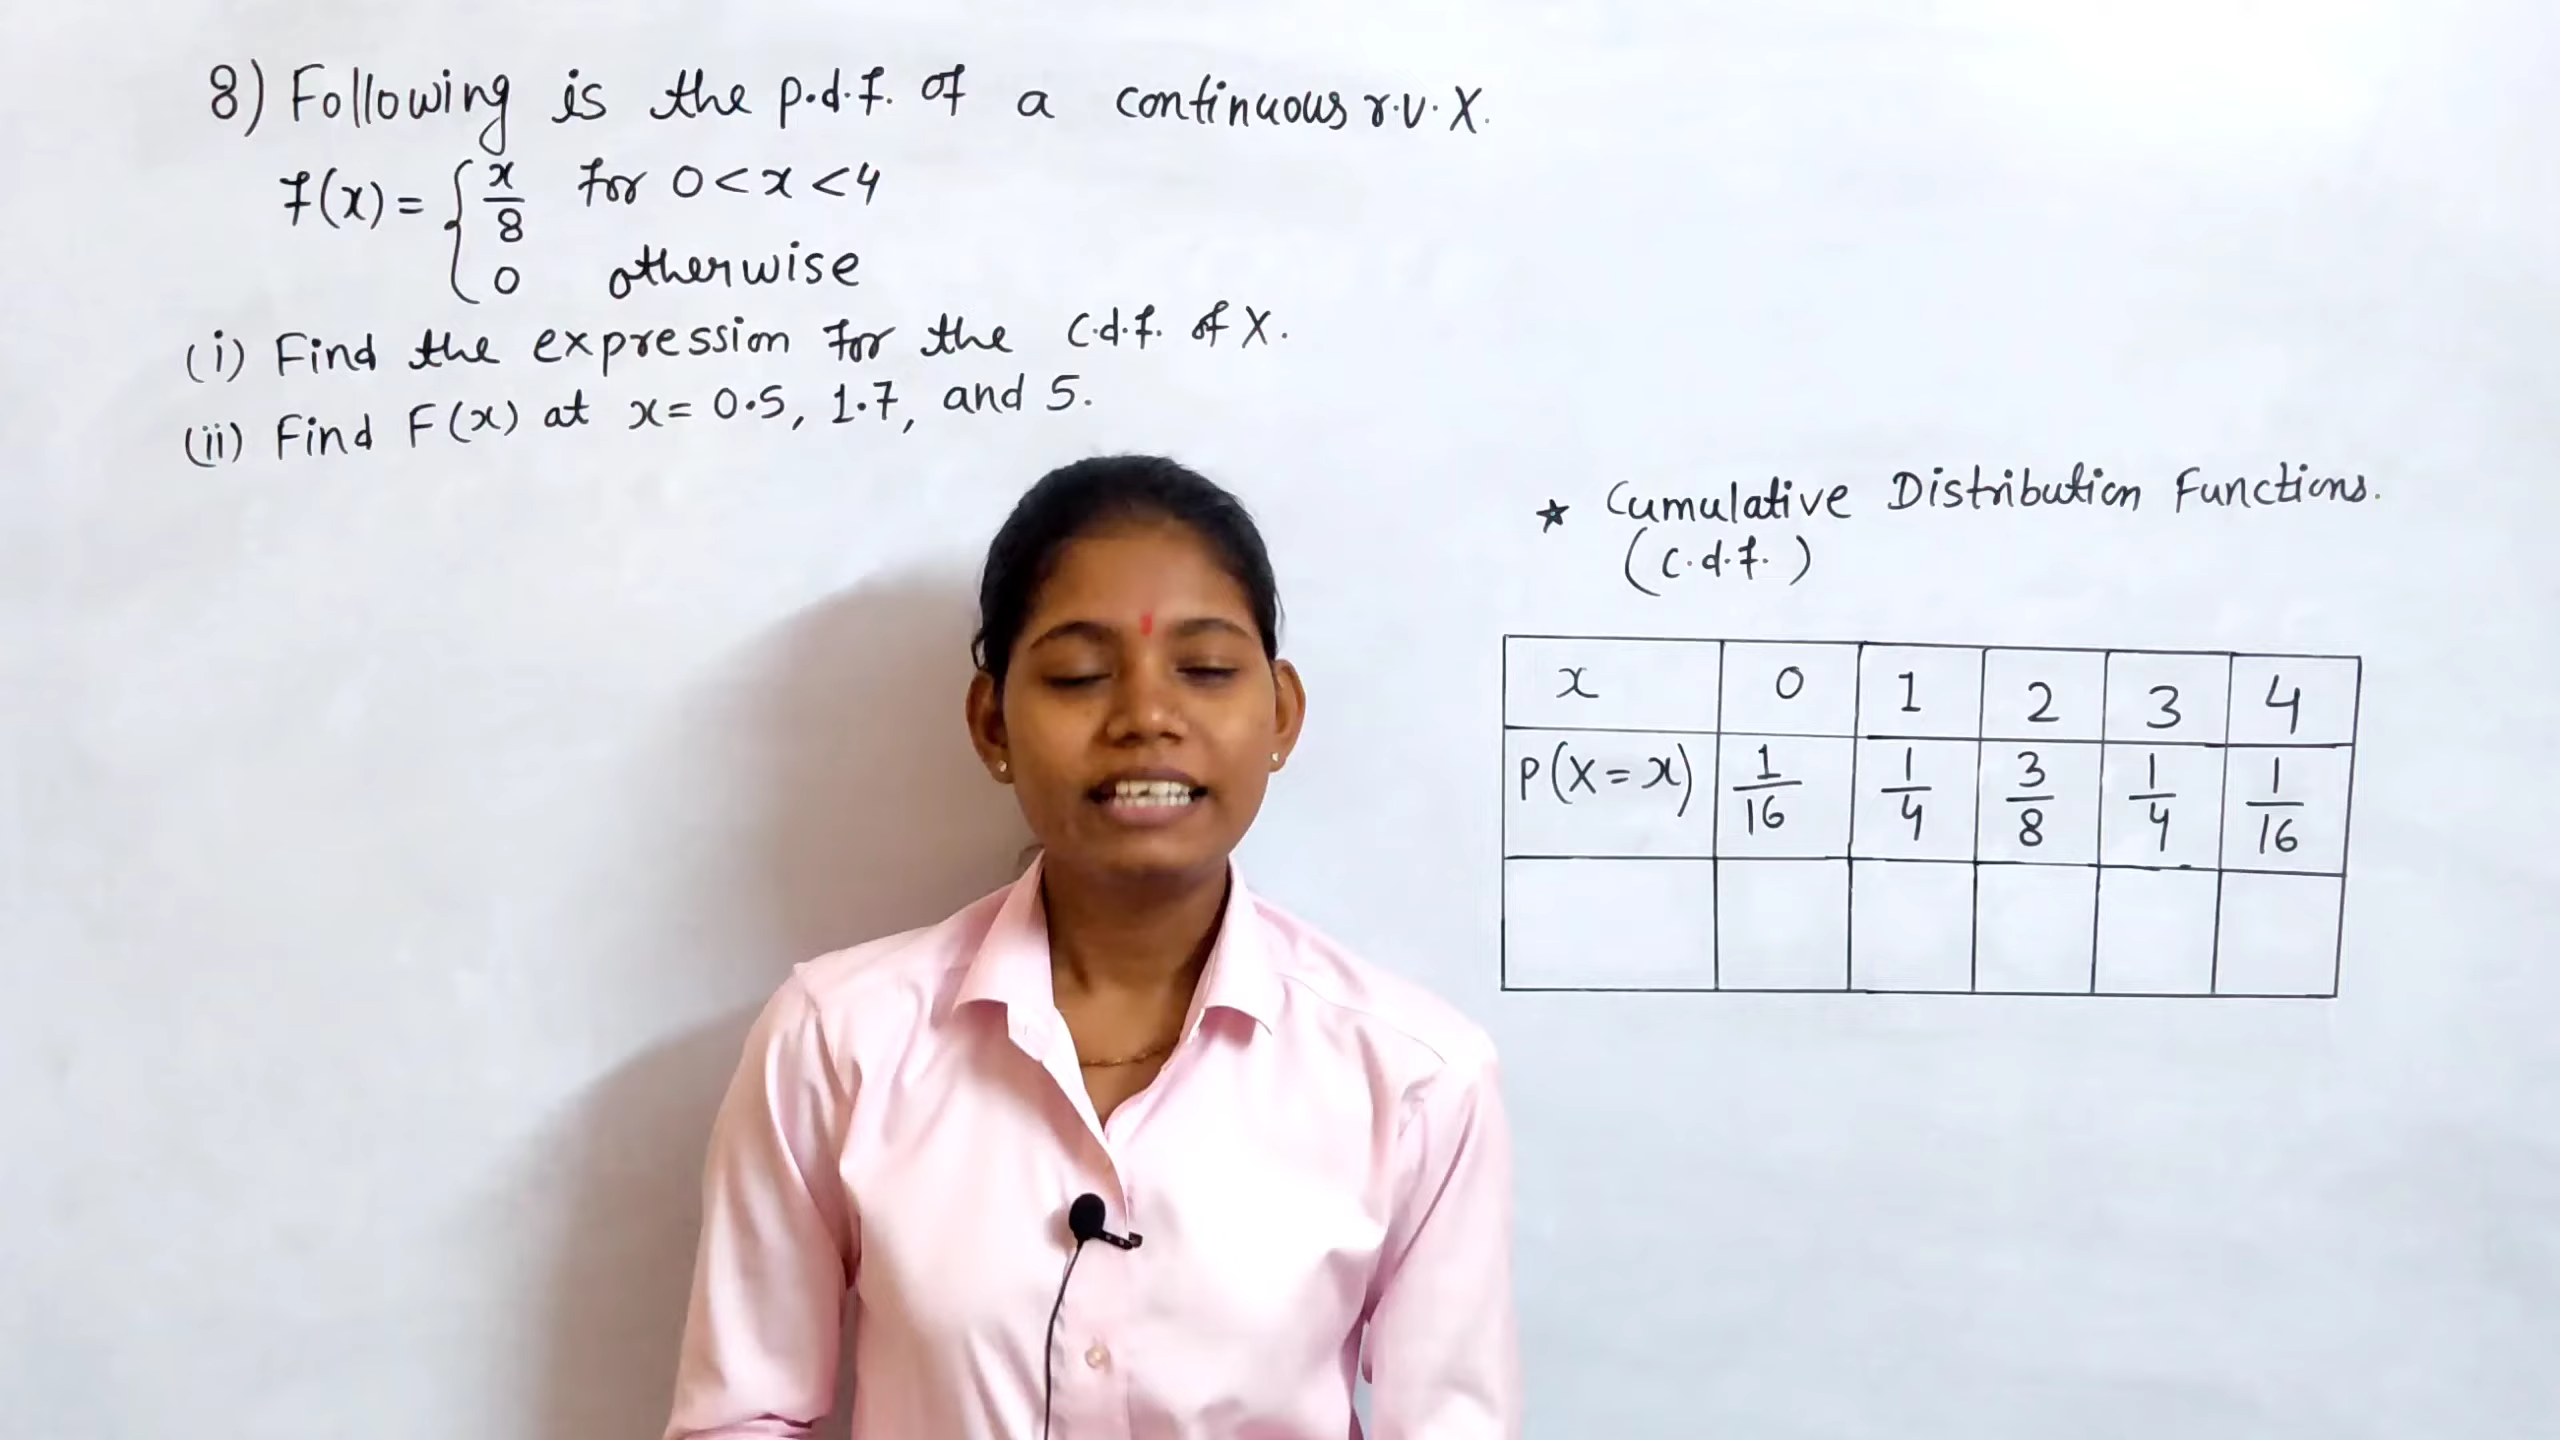 8) Following is the p.d.f. of a continuous r.v. X.
f(x) = { x/8 for 0 < x < 4
0 otherwise
(i) Find the expression for the c.d.f. of X.
(ii) Find F(x) at x = 0.5, 1.7, and 5.
★ Cumulative Distribution Functions.
(c.d.f.)
x 0 1 2 3 4
P(X = x) 1/16 1/4 3/8 1/4 1/16